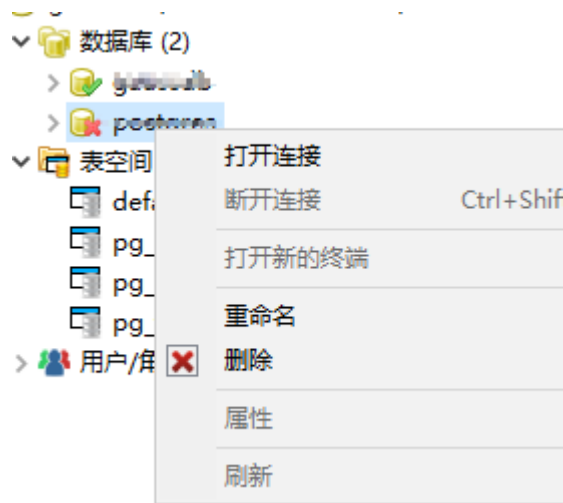 数据库 (2)
打开连接
表空间
断开连接 Ctrl+Shif
defa
打开新的终端
pg_
pg_
重命名
pg_
用户/角
删除
属性
刷新